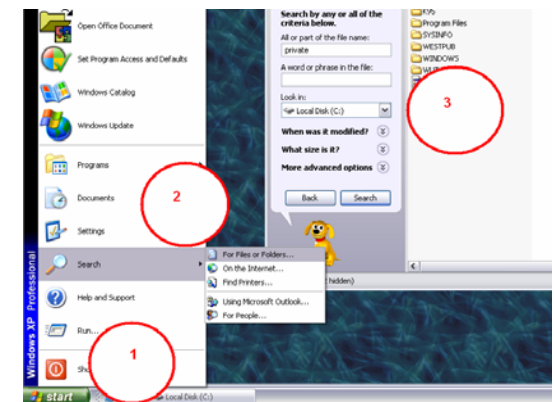 Open Office Document
Set Program Access and Defaults
Windows Catalog
Windows Update
Programs
Documents
Settings
Search
Help and Support
Run...
Sh
Windows XP Professional
start
Local Disk (C:)
1
2
For Files or Folders...
On the Internet...
Find Printers...
Using Microsoft Outlook...
For People...
Search by any or all of the
criteria below.
All or part of the file name:
private
A word or phrase in the file:
Look in:
Local Disk (C:)
When was it modified?
What size is it?
More advanced options
Back
Search
hidden)
K95
Program Files
SYSINFO
WESTPUB
WINDOWS
3